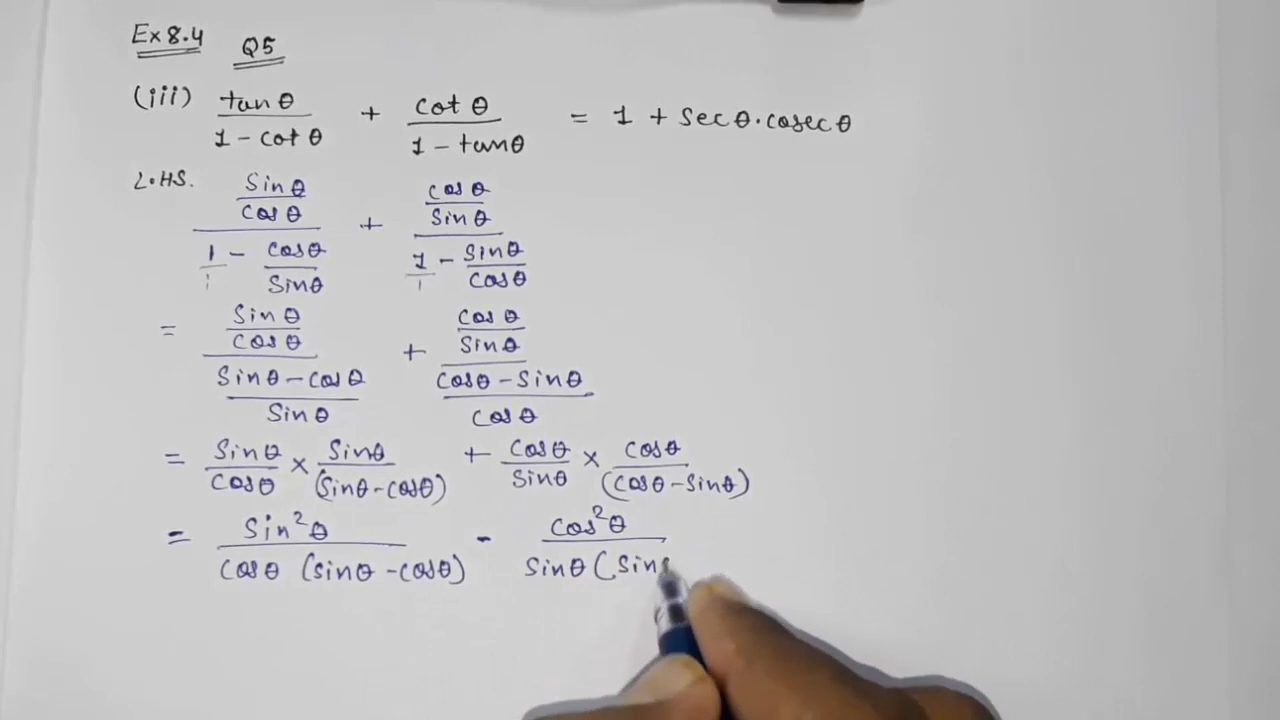 Ex 8.4 Q5
(iii) tanθ / 1 - cotθ + cotθ / 1 - tanθ = 1 + secθ.cosecθ
L.HS. sinθ/cosθ / 1/1 - cosθ/sinθ + cosθ/sinθ / 1/1 - sinθ/cosθ
= sinθ/cosθ / sinθ-cosθ/sinθ + cosθ/sinθ / cosθ-sinθ/cosθ
= sinθ/cosθ × sinθ/(sinθ-cosθ) + cosθ/sinθ × cosθ/(cosθ-sinθ)
= sin²θ / cosθ (sinθ-cosθ) - cos²θ / sinθ (sin